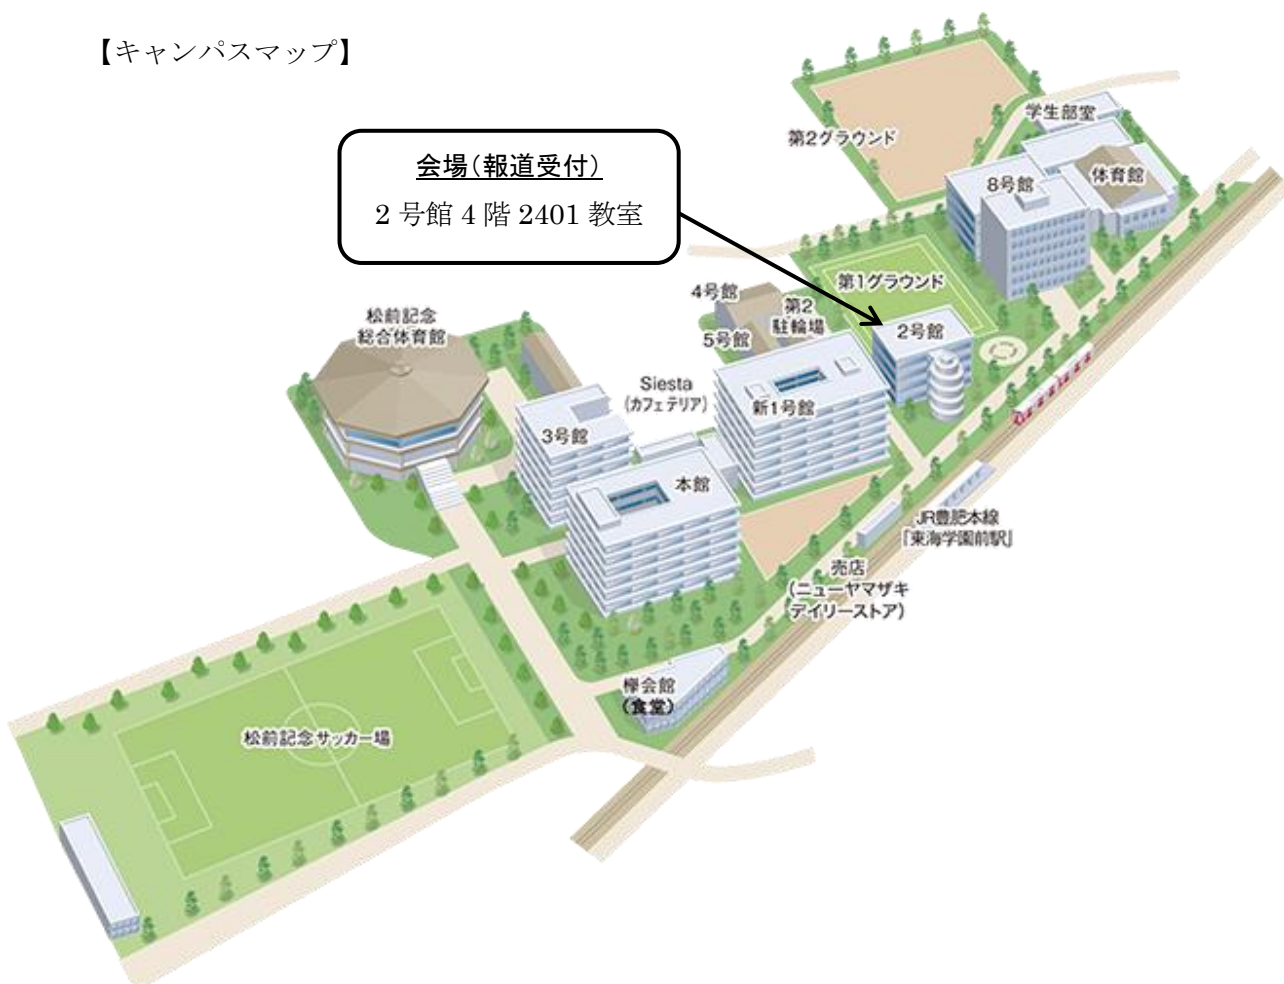 【キャンパスマップ】
会場（報道受付）
2 号館 4 階 2401 教室
第2グラウンド
学生部室
8号館
体育館
第1グラウンド
4号館
第2
駐輪場
5号館
2号館
松前記念
総合体育館
Siesta
(カフェテリア)
新1号館
3号館
本館
JR豊肥本線
「東海学園前駅」
売店
(ニューヤマザキ
デイリーストア)
欅会館
(食堂)
松前記念サッカー場